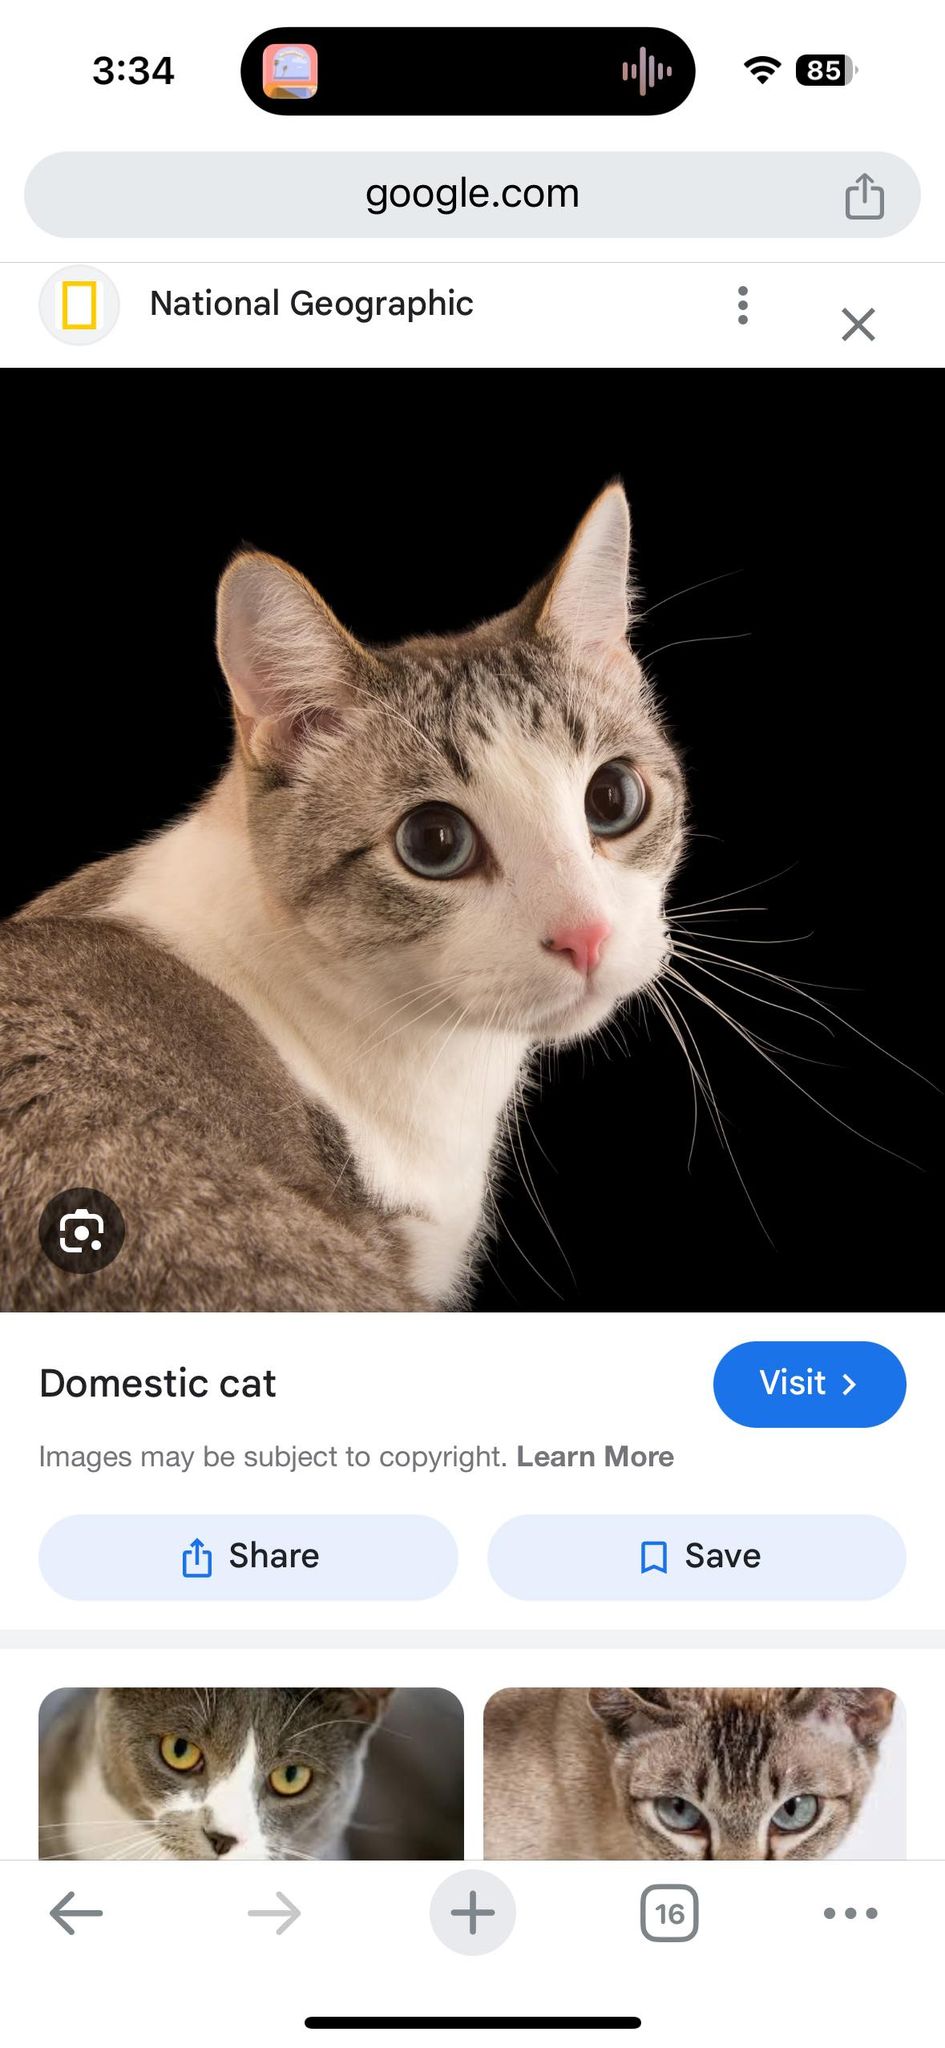 3:34
85
google.com
National Geographic
Domestic cat
Visit
Images may be subject to copyright. Learn More
Share
Save
16